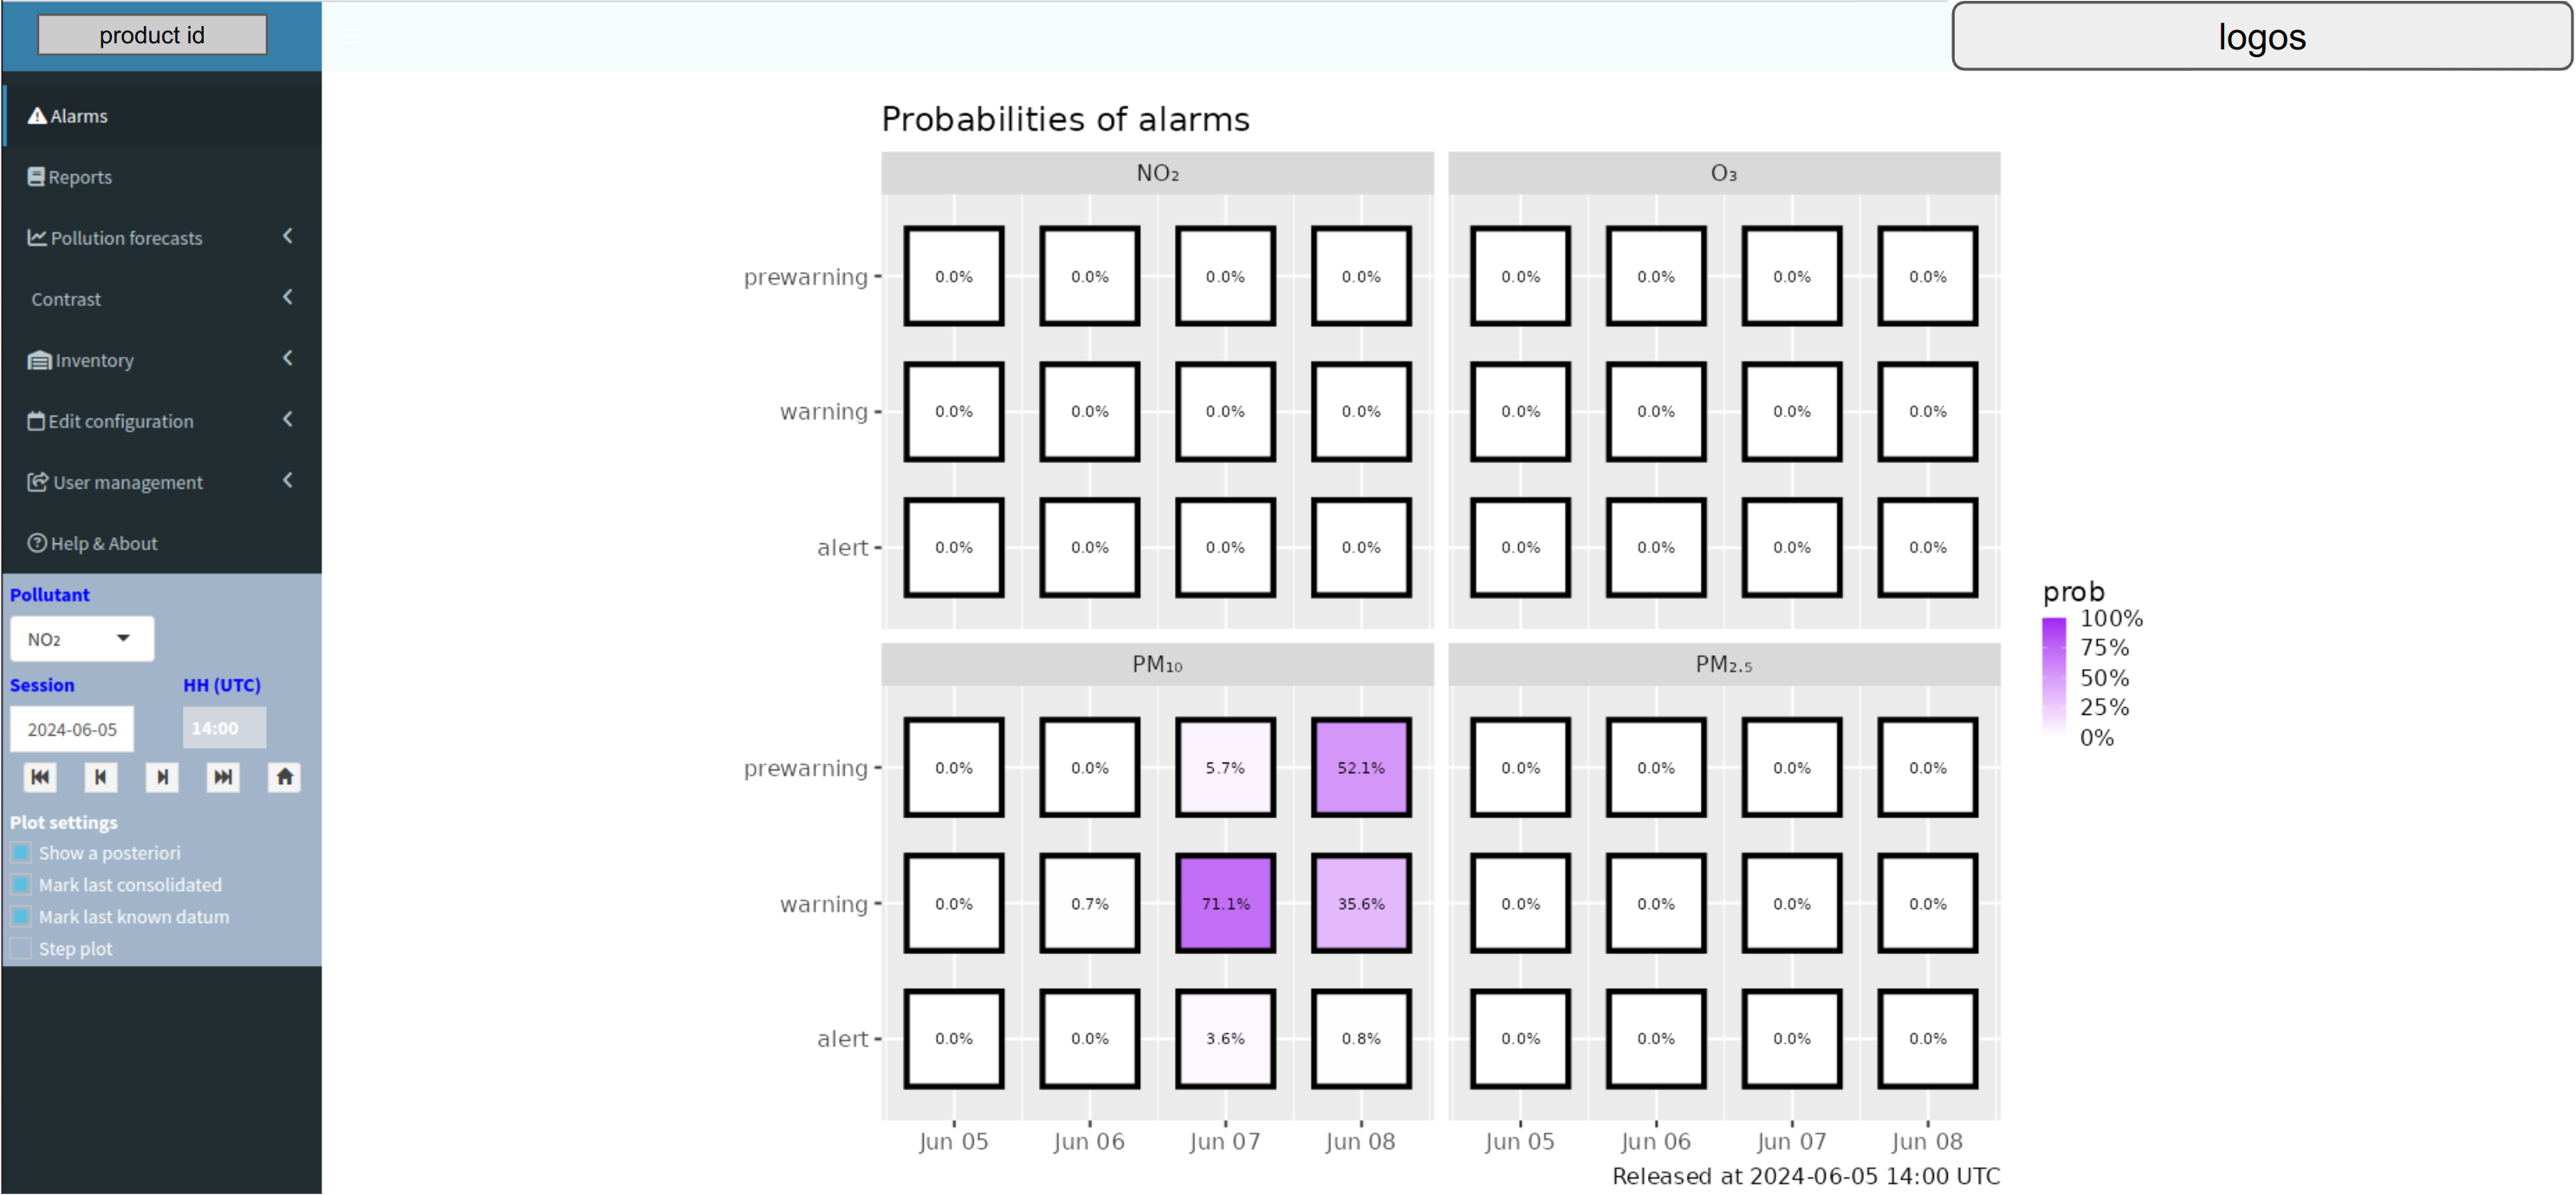 product id
logos
Alarms
Reports
Pollution forecasts
Contrast
Inventory
Edit configuration
User management
Help & About
Pollutant
NO₂
Session HH (UTC)
2024-06-05 14:00
Plot settings
Show a posteriori
Mark last consolidated
Mark last known datum
Step plot
Probabilities of alarms
NO₂ O₃
prewarning 0.0% 0.0% 0.0% 0.0% 0.0% 0.0% 0.0% 0.0%
warning 0.0% 0.0% 0.0% 0.0% 0.0% 0.0% 0.0% 0.0%
alert 0.0% 0.0% 0.0% 0.0% 0.0% 0.0% 0.0% 0.0%
PM₁₀ PM₂.₅
prewarning 0.0% 0.0% 5.7% 52.1% 0.0% 0.0% 0.0% 0.0%
warning 0.0% 0.7% 71.1% 35.6% 0.0% 0.0% 0.0% 0.0%
alert 0.0% 0.0% 3.6% 0.8% 0.0% 0.0% 0.0% 0.0%
Jun 05 Jun 06 Jun 07 Jun 08 Jun 05 Jun 06 Jun 07 Jun 08
Released at 2024-06-05 14:00 UTC
prob
100%
75%
50%
25%
0%